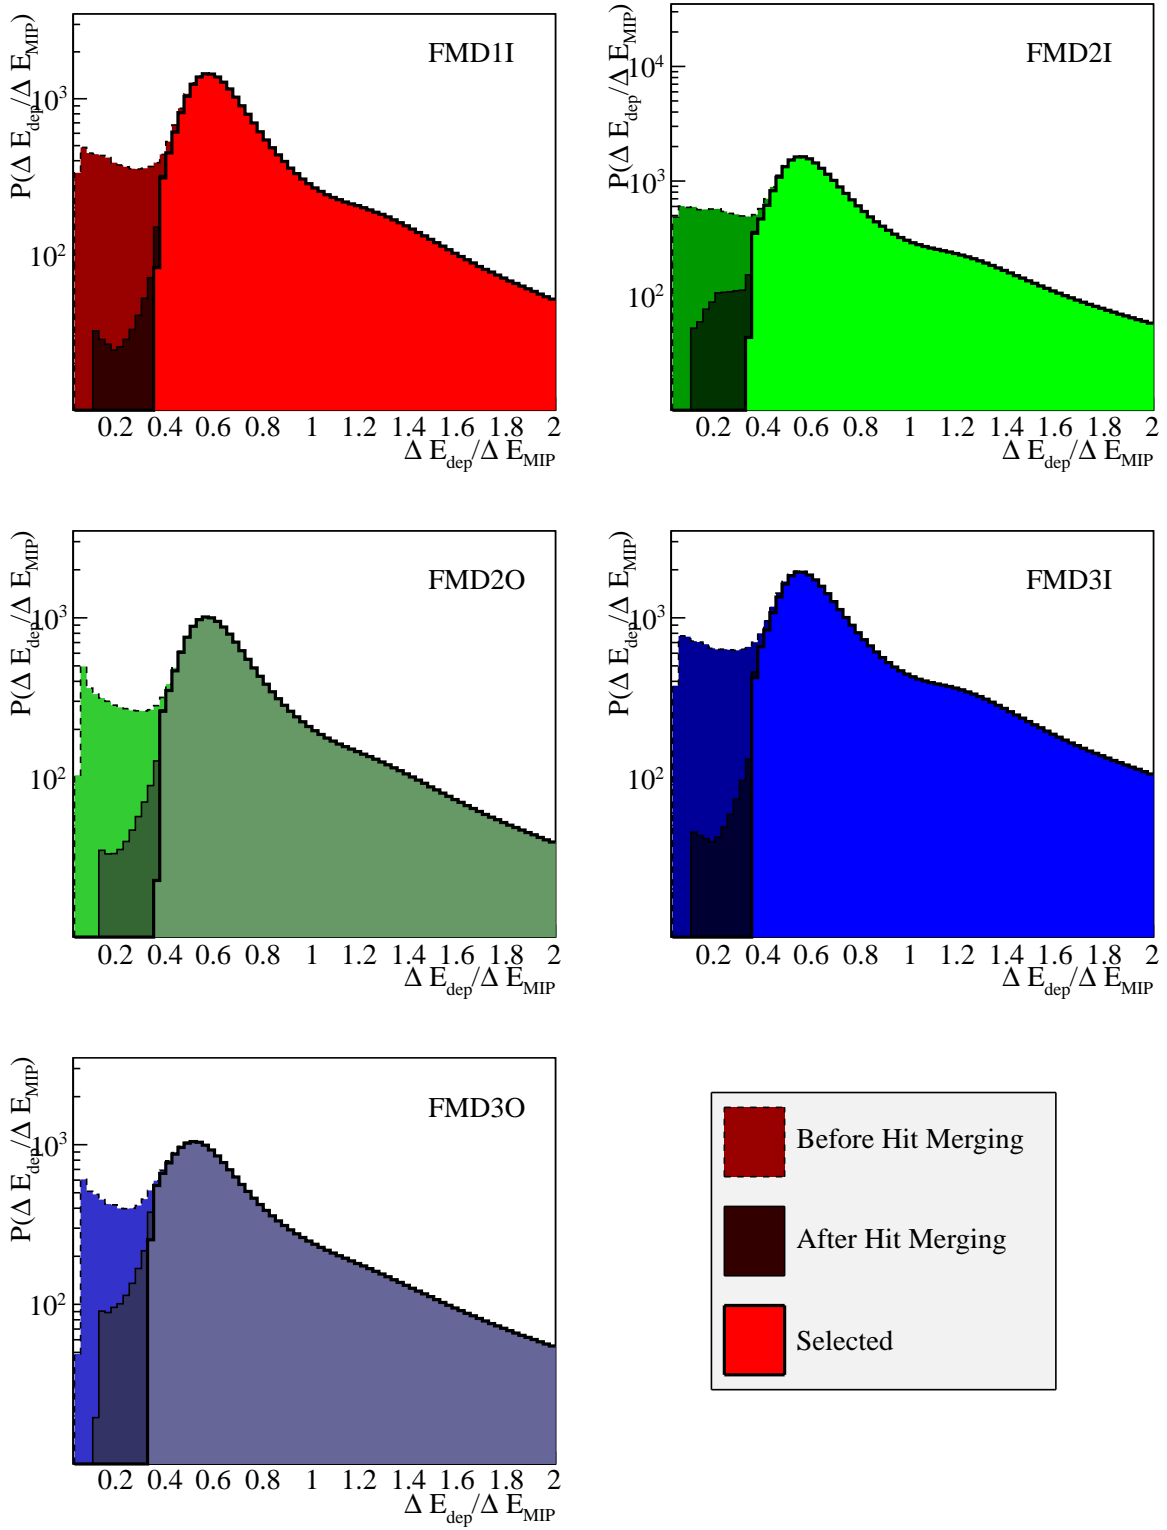 P(Δ E_dep/Δ E_MIP)
FMD1I
10^3
10^2
0.2 0.4 0.6 0.8 1 1.2 1.4 1.6 1.8 2
Δ E_dep/Δ E_MIP
P(Δ E_dep/Δ E_MIP)
FMD2I
10^4
10^3
10^2
0.2 0.4 0.6 0.8 1 1.2 1.4 1.6 1.8 2
Δ E_dep/Δ E_MIP
P(Δ E_dep/Δ E_MIP)
FMD2O
10^3
10^2
0.2 0.4 0.6 0.8 1 1.2 1.4 1.6 1.8 2
Δ E_dep/Δ E_MIP
P(Δ E_dep/Δ E_MIP)
FMD3I
10^3
10^2
0.2 0.4 0.6 0.8 1 1.2 1.4 1.6 1.8 2
Δ E_dep/Δ E_MIP
P(Δ E_dep/Δ E_MIP)
FMD3O
10^3
10^2
0.2 0.4 0.6 0.8 1 1.2 1.4 1.6 1.8 2
Δ E_dep/Δ E_MIP
Before Hit Merging
After Hit Merging
Selected